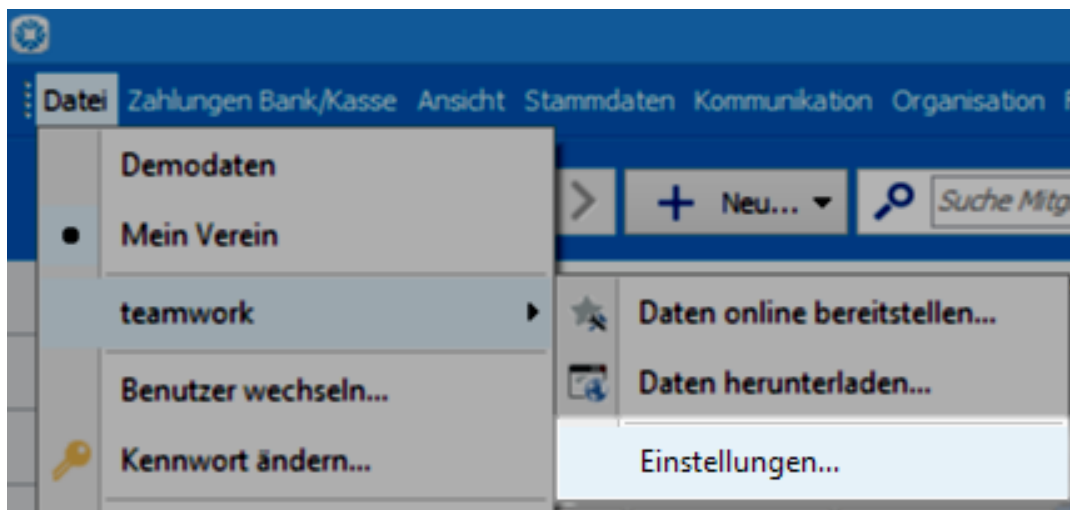 Datei Zahlungen Bank/Kasse Ansicht Stammdaten Kommunikation Organisation
Demodaten
Neu... Suche Mitg
Mein Verein
teamwork Daten online bereitstellen...
Daten herunterladen...
Benutzer wechseln...
Kennwort ändern... Einstellungen...